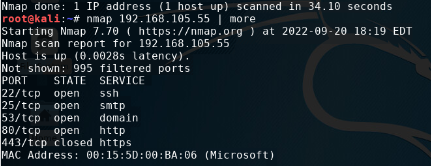 Nmap done: 1 IP address (1 host up) scanned in 34.10 seconds
root@kali:~# nmap 192.168.105.55 | more
Starting Nmap 7.70 ( https://nmap.org ) at 2022-09-20 18:19 EDT
Nmap scan report for 192.168.105.55
Host is up (0.0028s latency).
Not shown: 995 filtered ports
PORT    STATE  SERVICE
22/tcp  open   ssh
25/tcp  open   smtp
53/tcp  open   domain
80/tcp  open   http
443/tcp closed https
MAC Address: 00:15:5D:00:BA:06 (Microsoft)